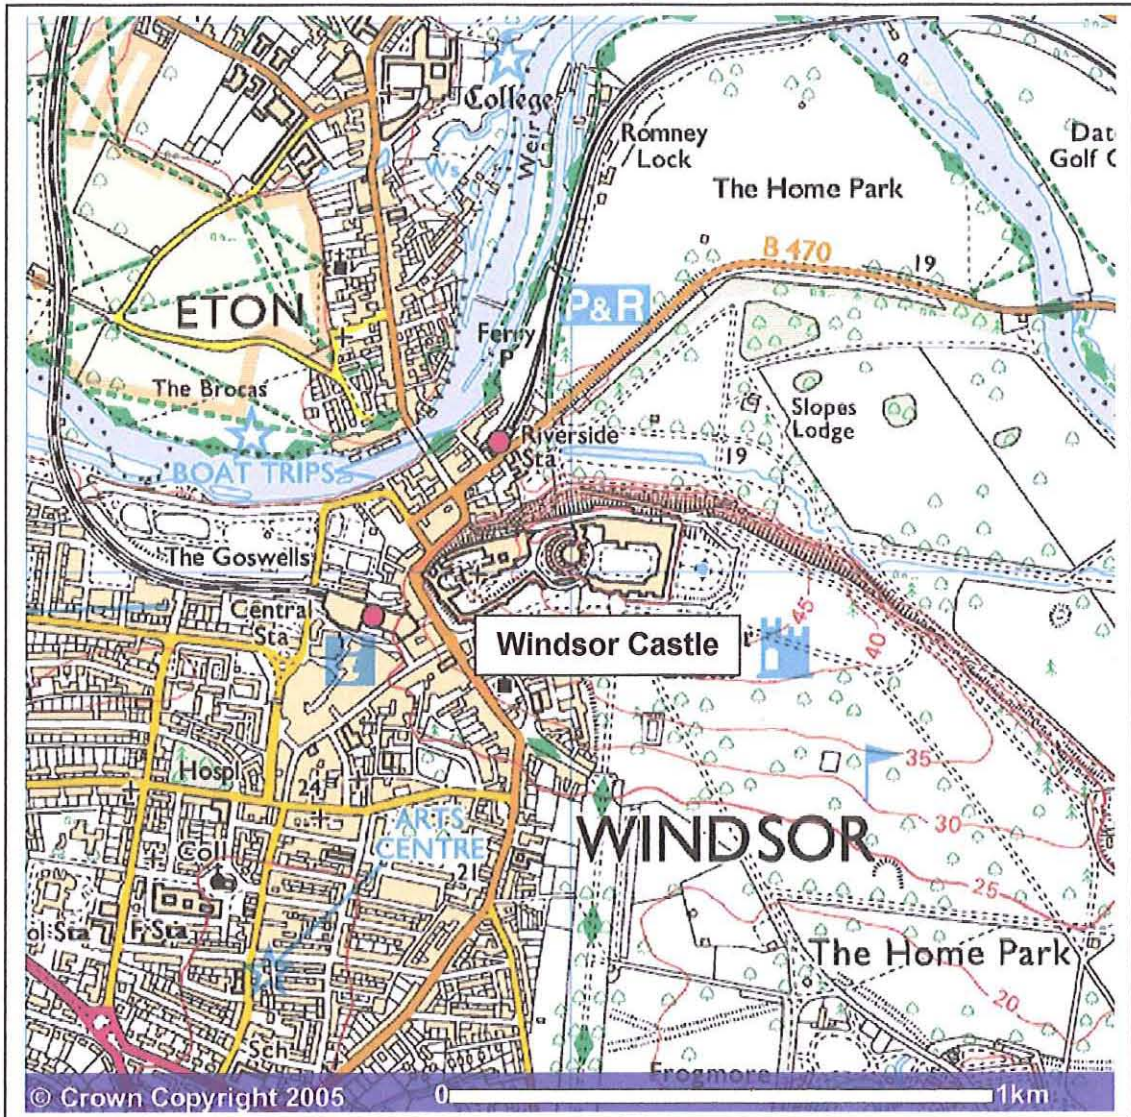 College
Weir
Romney
Lock
Dat
Golf C
Ws
The Home Park
B 470
19
ETON
P&R
Ferry
P
The Brocas
Slopes
Lodge
Riverside
Sta
19
BOAT TRIPS
The Goswells
Central
Sta
Windsor Castle
45
40
i
35
Hosp
24
30
ARTS
CENTRE
WINDSOR
Coll
21
25
ol Sta
F Sta
The Home Park
20
Sch
Frogmore
© Crown Copyright 2005
0
1km